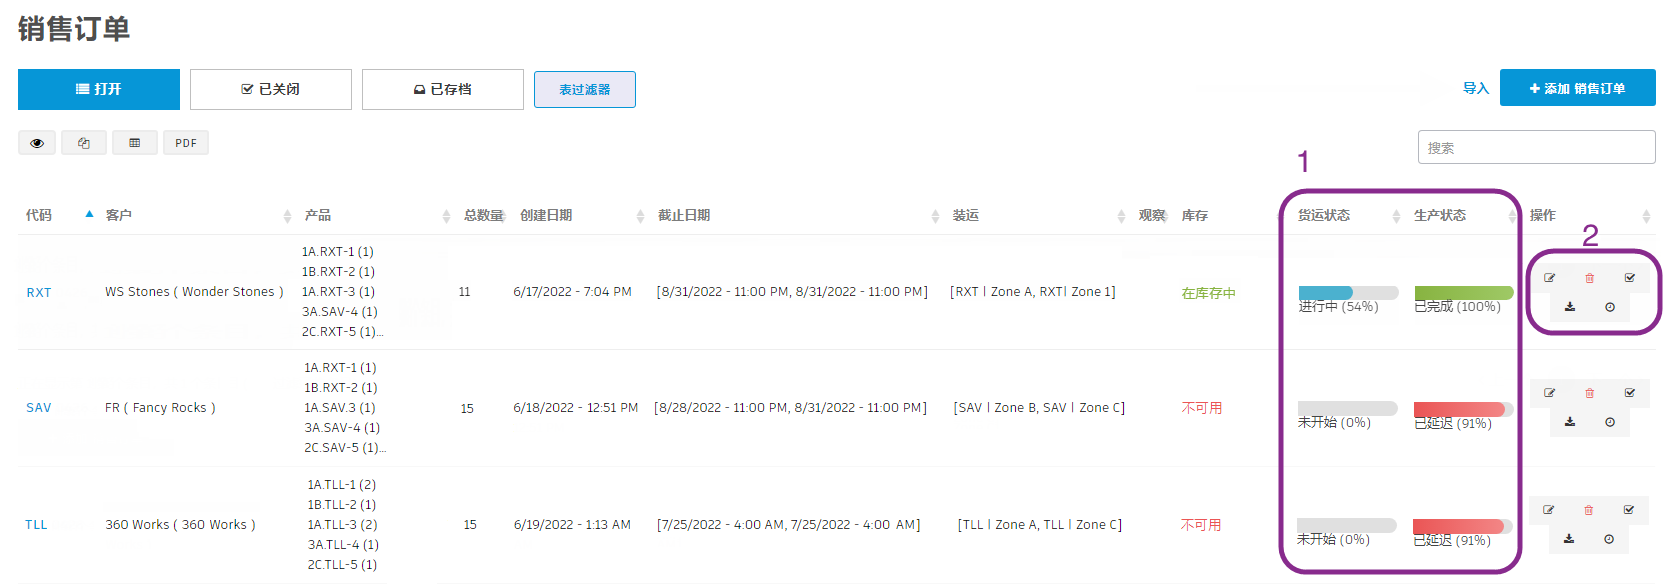 销售订单
打开 已关闭 已存档 表过滤器 导入 添加 销售订单
PDF 搜索
1
代码 客户 产品 总数量 创建日期 截止日期 装运 观察 库存 货运状态 生产状态 操作
2
1A.RXT-1 (1)
1B.RXT-2 (1)
RXT WS Stones ( Wonder Stones ) 1A.RXT-3 (1) 11 6/17/2022 - 7:04 PM [8/31/2022 - 11:00 PM, 8/31/2022 - 11:00 PM] [RXT | Zone A, RXT| Zone 1] 在库存中
3A.SAV-4 (1) 进行中 (54%) 已完成 (100%)
2C.RXT-5 (1)...
1A.RXT-1 (1)
1B.RXT-2 (1)
SAV FR ( Fancy Rocks ) 1A.SAV.3 (1) 15 6/18/2022 - 12:51 PM [8/28/2022 - 11:00 PM, 8/31/2022 - 11:00 PM] [SAV | Zone B, SAV | Zone C] 不可用
3A.SAV-4 (1) 未开始 (0%) 已延迟 (91%)
2C.SAV-5 (1)...
1A.TLL-1 (2)
1B.TLL-2 (1)
TLL 360 Works ( 360 Works ) 1A.TLL-3 (2) 15 6/19/2022 - 1:13 AM [7/25/2022 - 4:00 AM, 7/25/2022 - 4:00 AM] [TLL | Zone A, TLL | Zone C] 不可用
3A.TLL-4 (1) 未开始 (0%) 已延迟 (91%)
2C.TLL-5 (1)